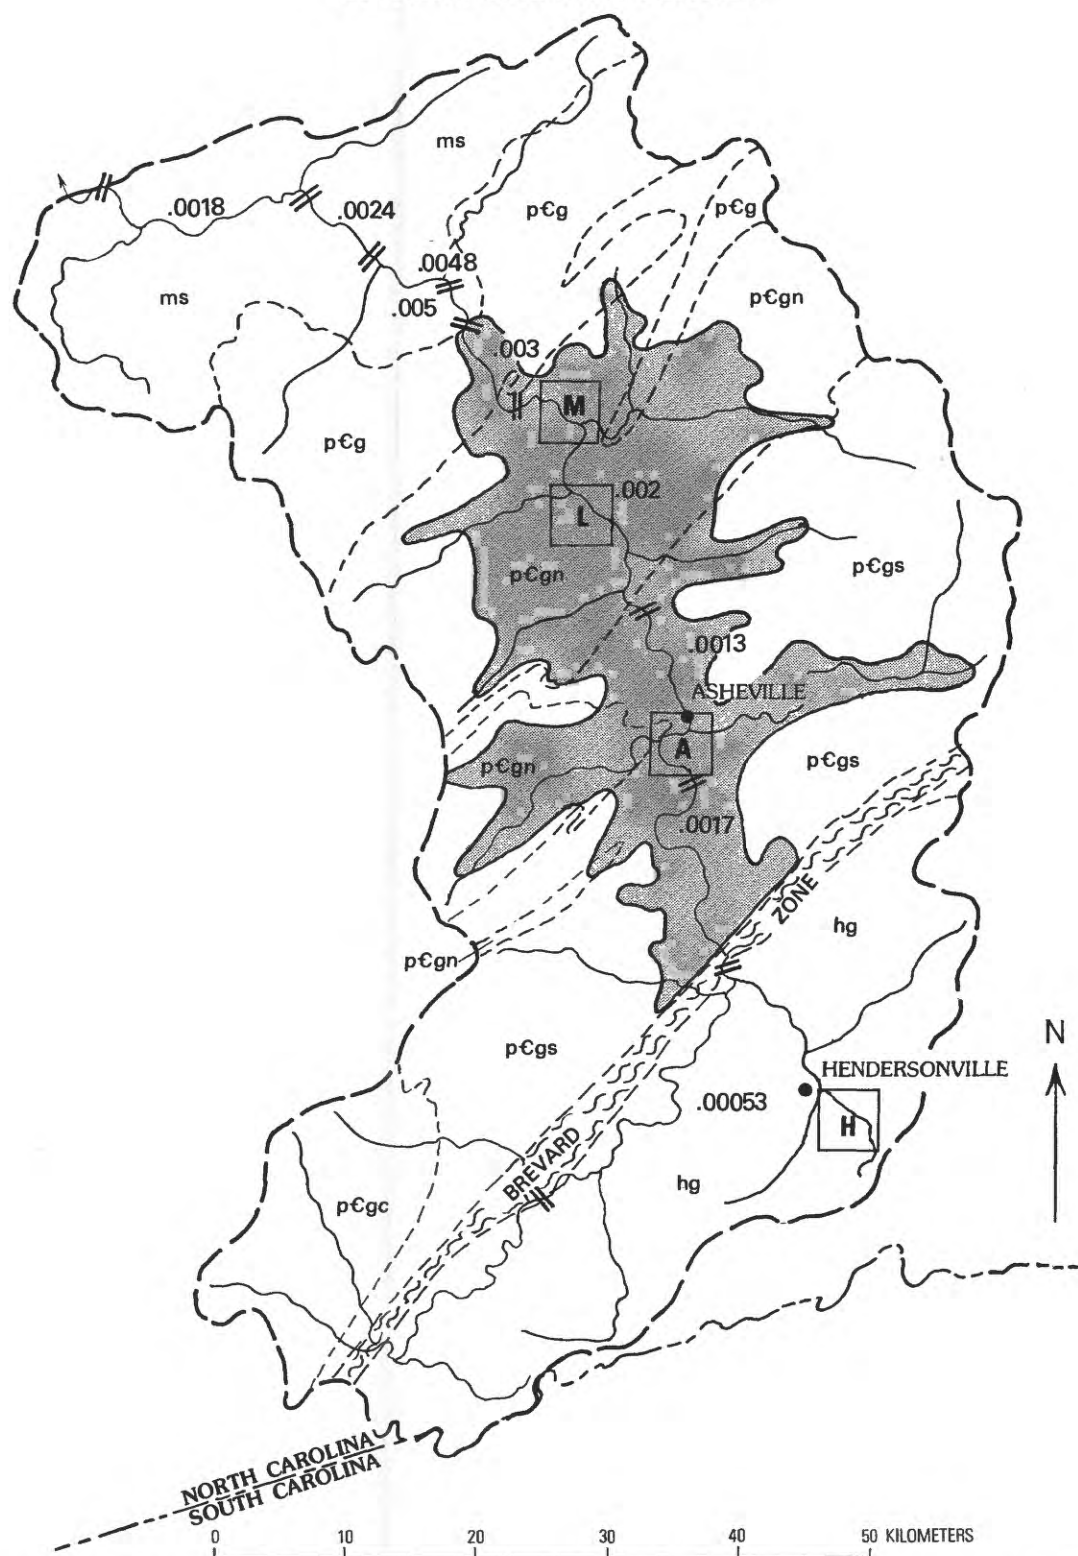 ms
.0018
.0024
p€g
p€g
.0048
p€gn
ms
.005
.003
M
p€g
.002
L
p€gn
p€gs
.0013
ASHEVILLE
A
p€gn
p€gs
.0017
ZONE
hg
p€gn
p€gs
N
HENDERSONVILLE
.00053
H
BREVARD
hg
p€gc
NORTH CAROLINA
SOUTH CAROLINA
0 10 20 30 40 50 KILOMETERS